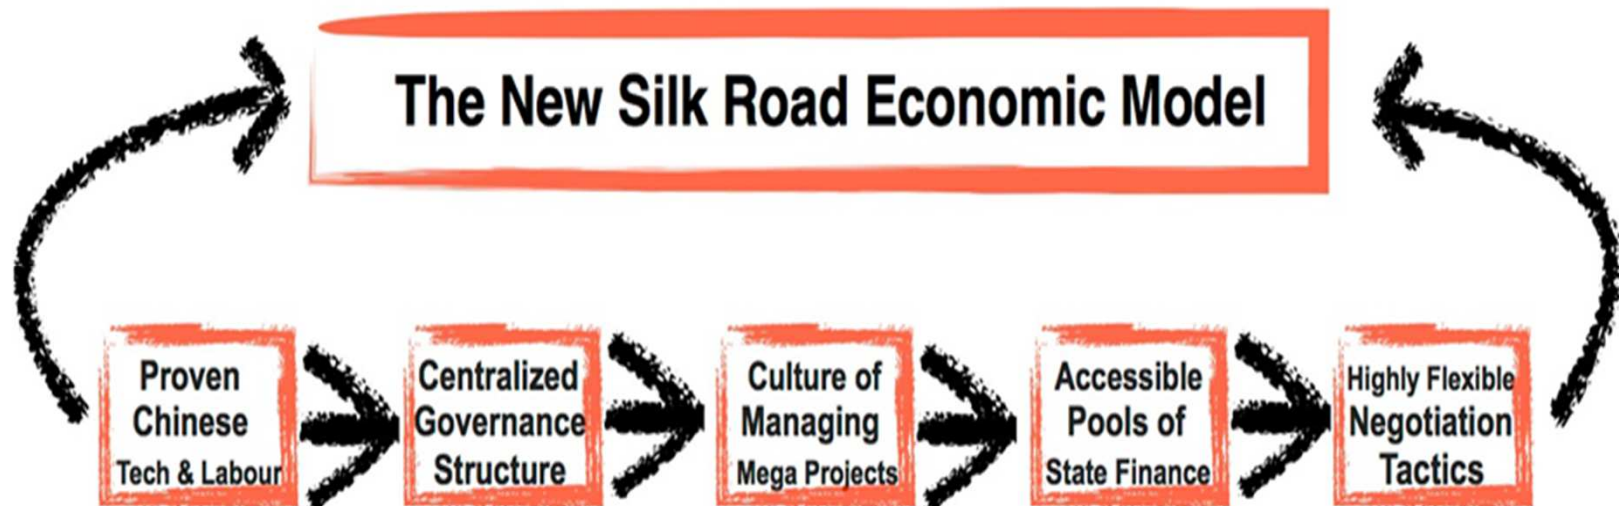 The New Silk Road Economic Model
Proven
Chinese
Tech & Labour
Centralized
Governance
Structure
Culture of
Managing
Mega Projects
Accessible
Pools of
State Finance
Highly Flexible
Negotiation
Tactics